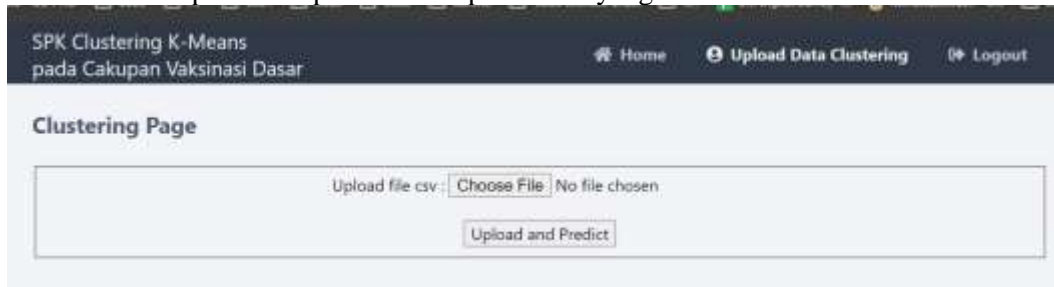 SPK Clustering K-Means
pada Cakupan Vaksinasi Dasar
Home Upload Data Clustering Logout
Clustering Page
Upload file csv : Choose File No file chosen
Upload and Predict